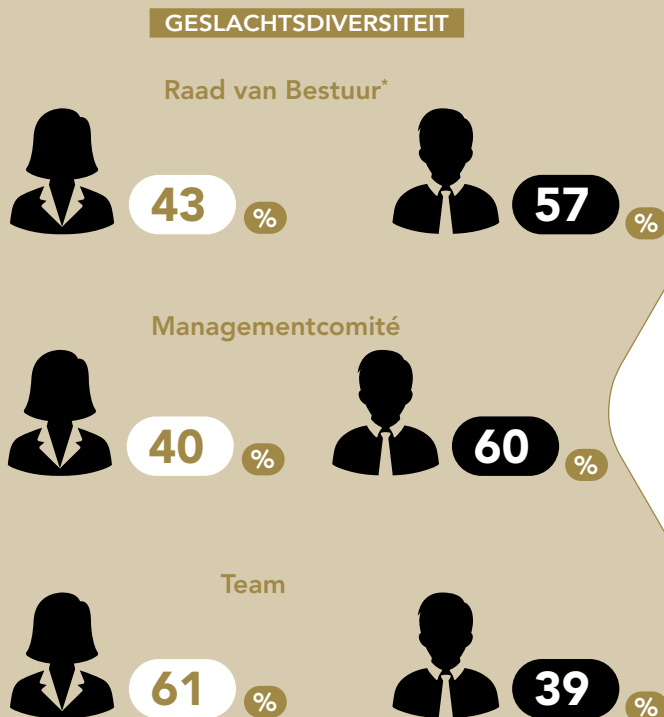 GESLACHTSDIVERSITEIT
Raad van Bestuur*
43 % 57 %
Managementcomité
40 % 60 %
Team
61 % 39 %